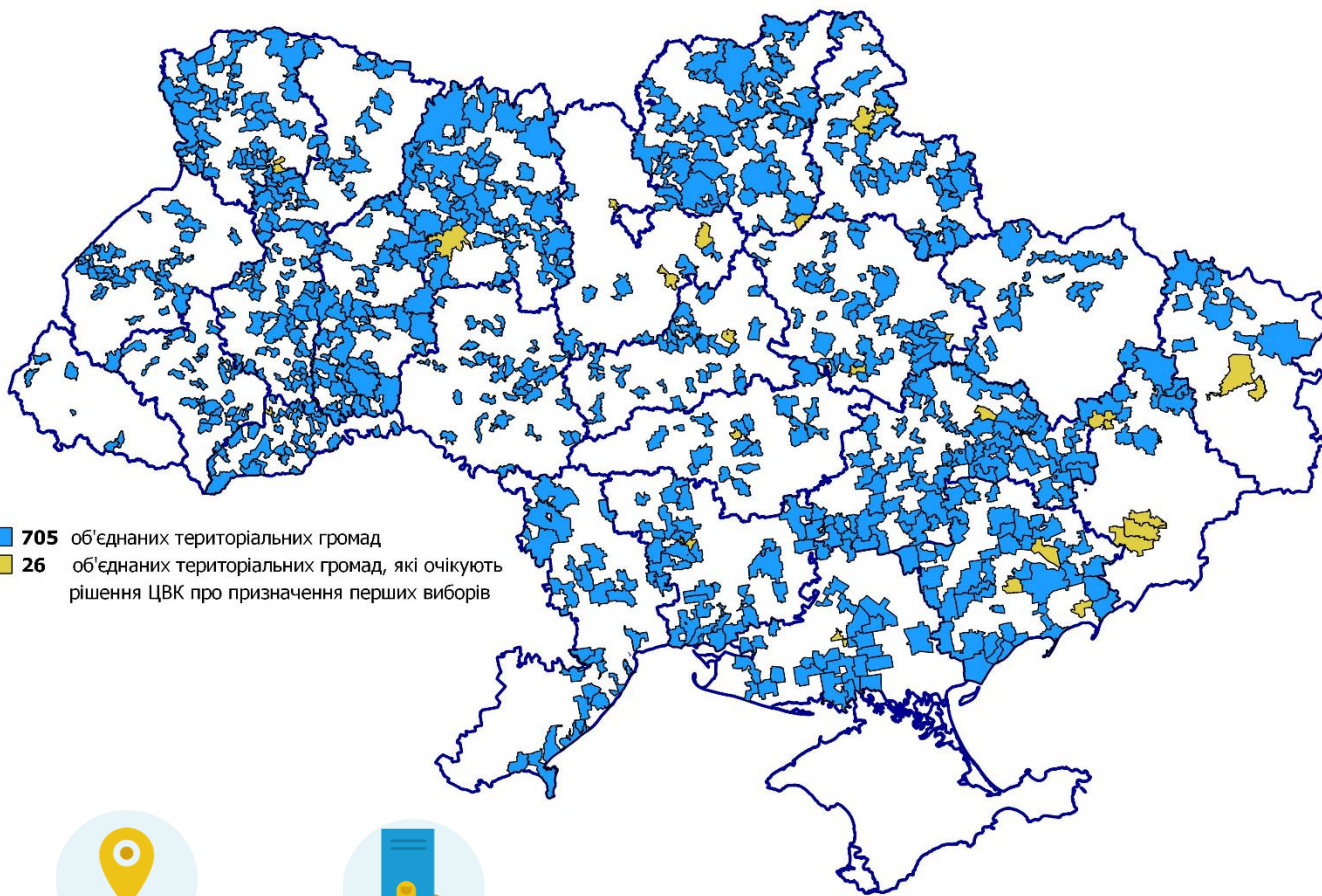 705 об'єднаних територіальних громад
26 об'єднаних територіальних громад, які очікують
рішення ЦВК про призначення перших виборів